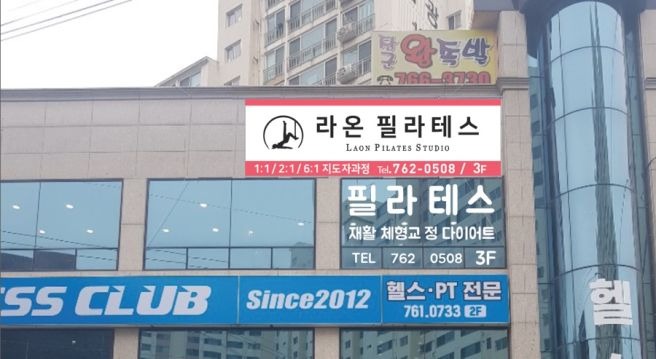 왕족발
766-3730
라온 필라테스
LAON PILATES STUDIO
1:1/2:1/6:1 지도자과정 Tel.762-0508 / 3F
필라테스
재활 체형교 정 다이어트
TEL 762 0508 3F
ESS CLUB
Since2012
헬스·PT 전문
761.0733 2F
헬